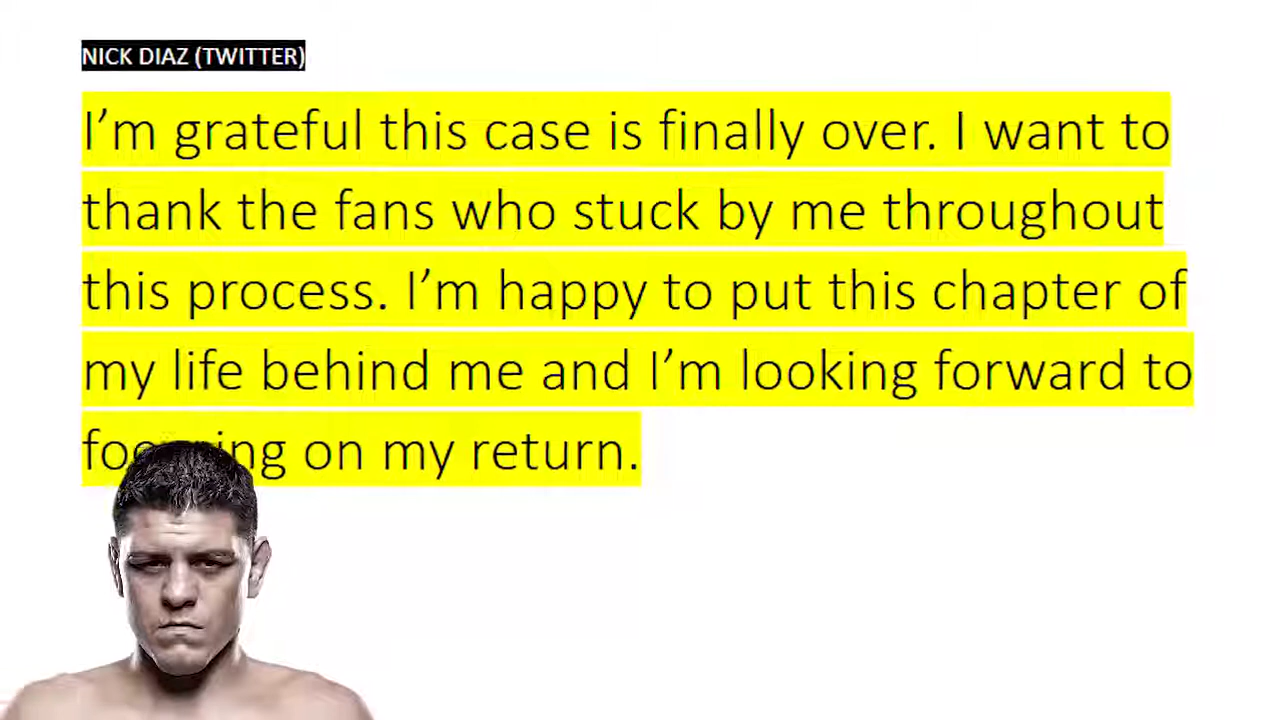 NICK DIAZ (TWITTER)
I’m grateful this case is finally over. I want to
thank the fans who stuck by me throughout
this process. I’m happy to put this chapter of
my life behind me and I’m looking forward to
focusing on my return.